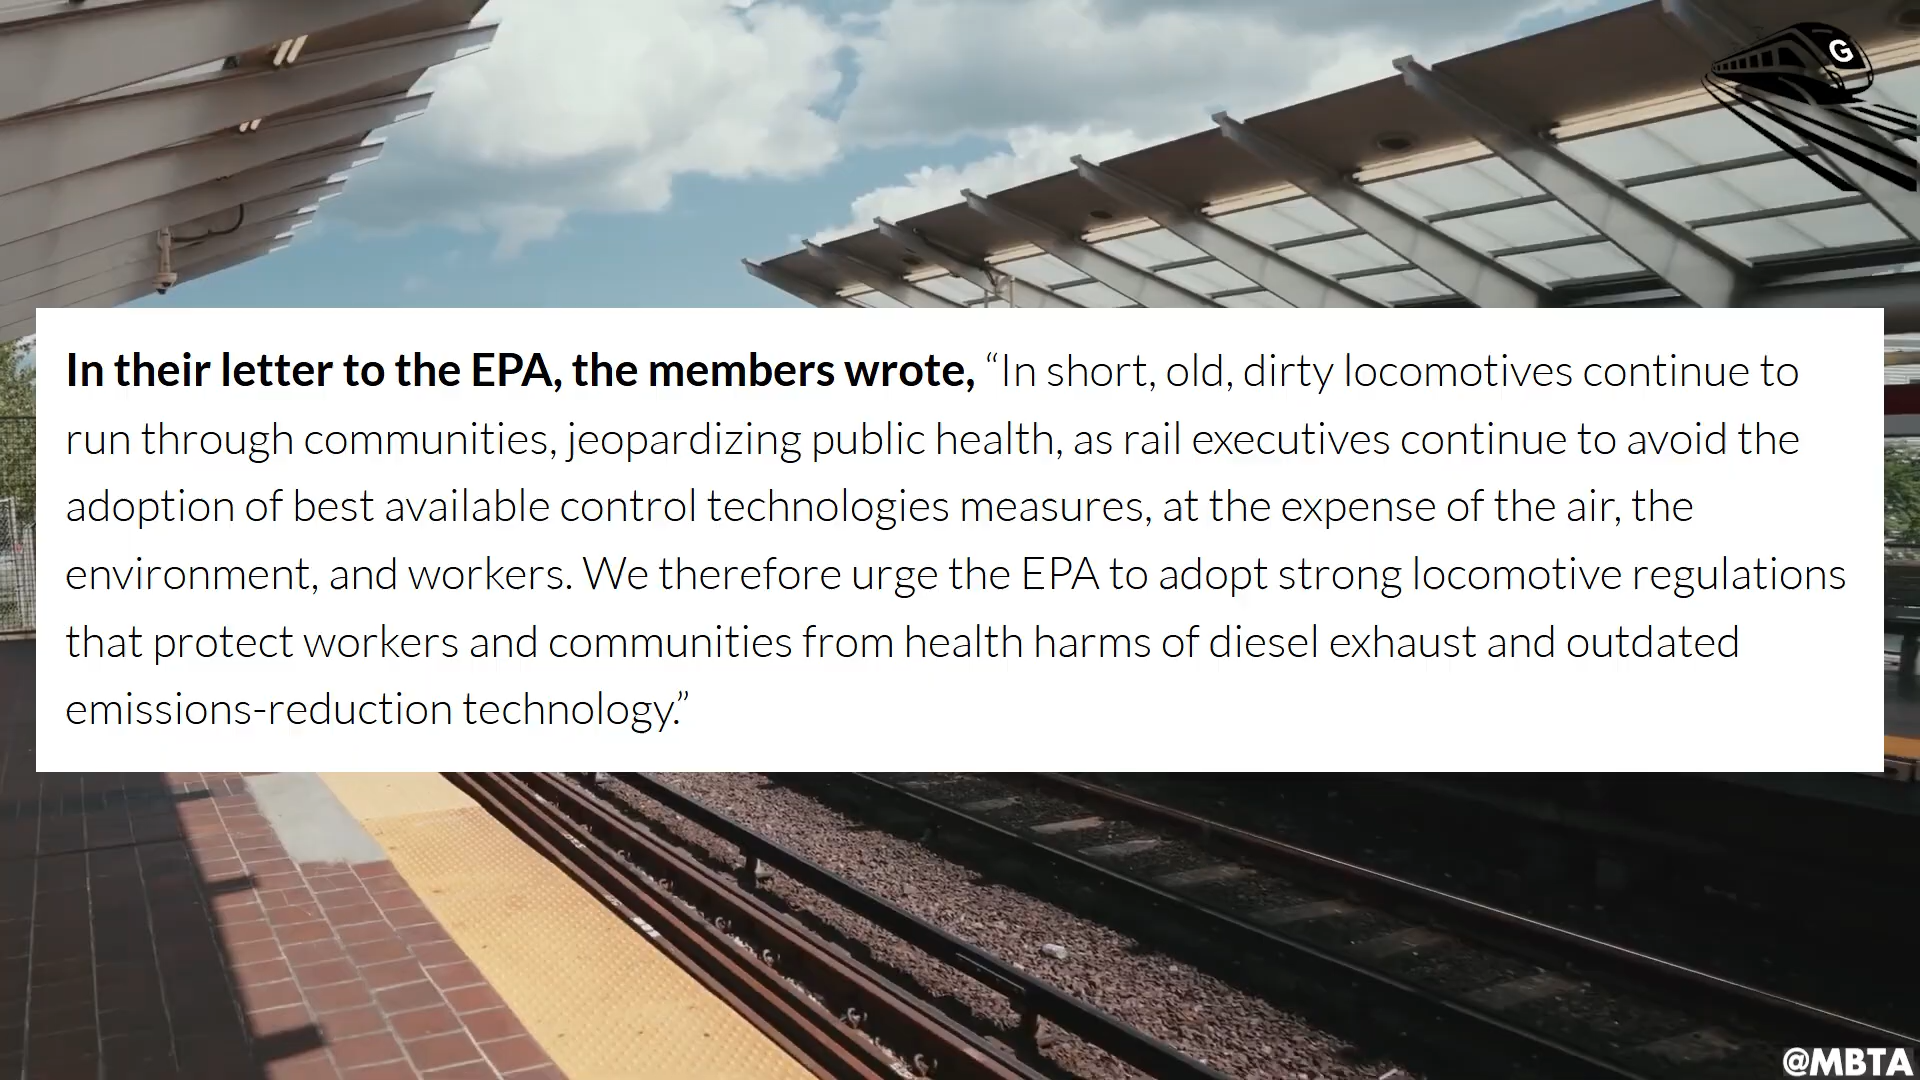 G
In their letter to the EPA, the members wrote, “In short, old, dirty locomotives continue to
run through communities, jeopardizing public health, as rail executives continue to avoid the
adoption of best available control technologies measures, at the expense of the air, the
environment, and workers. We therefore urge the EPA to adopt strong locomotive regulations
that protect workers and communities from health harms of diesel exhaust and outdated
emissions-reduction technology.”
@MBTA